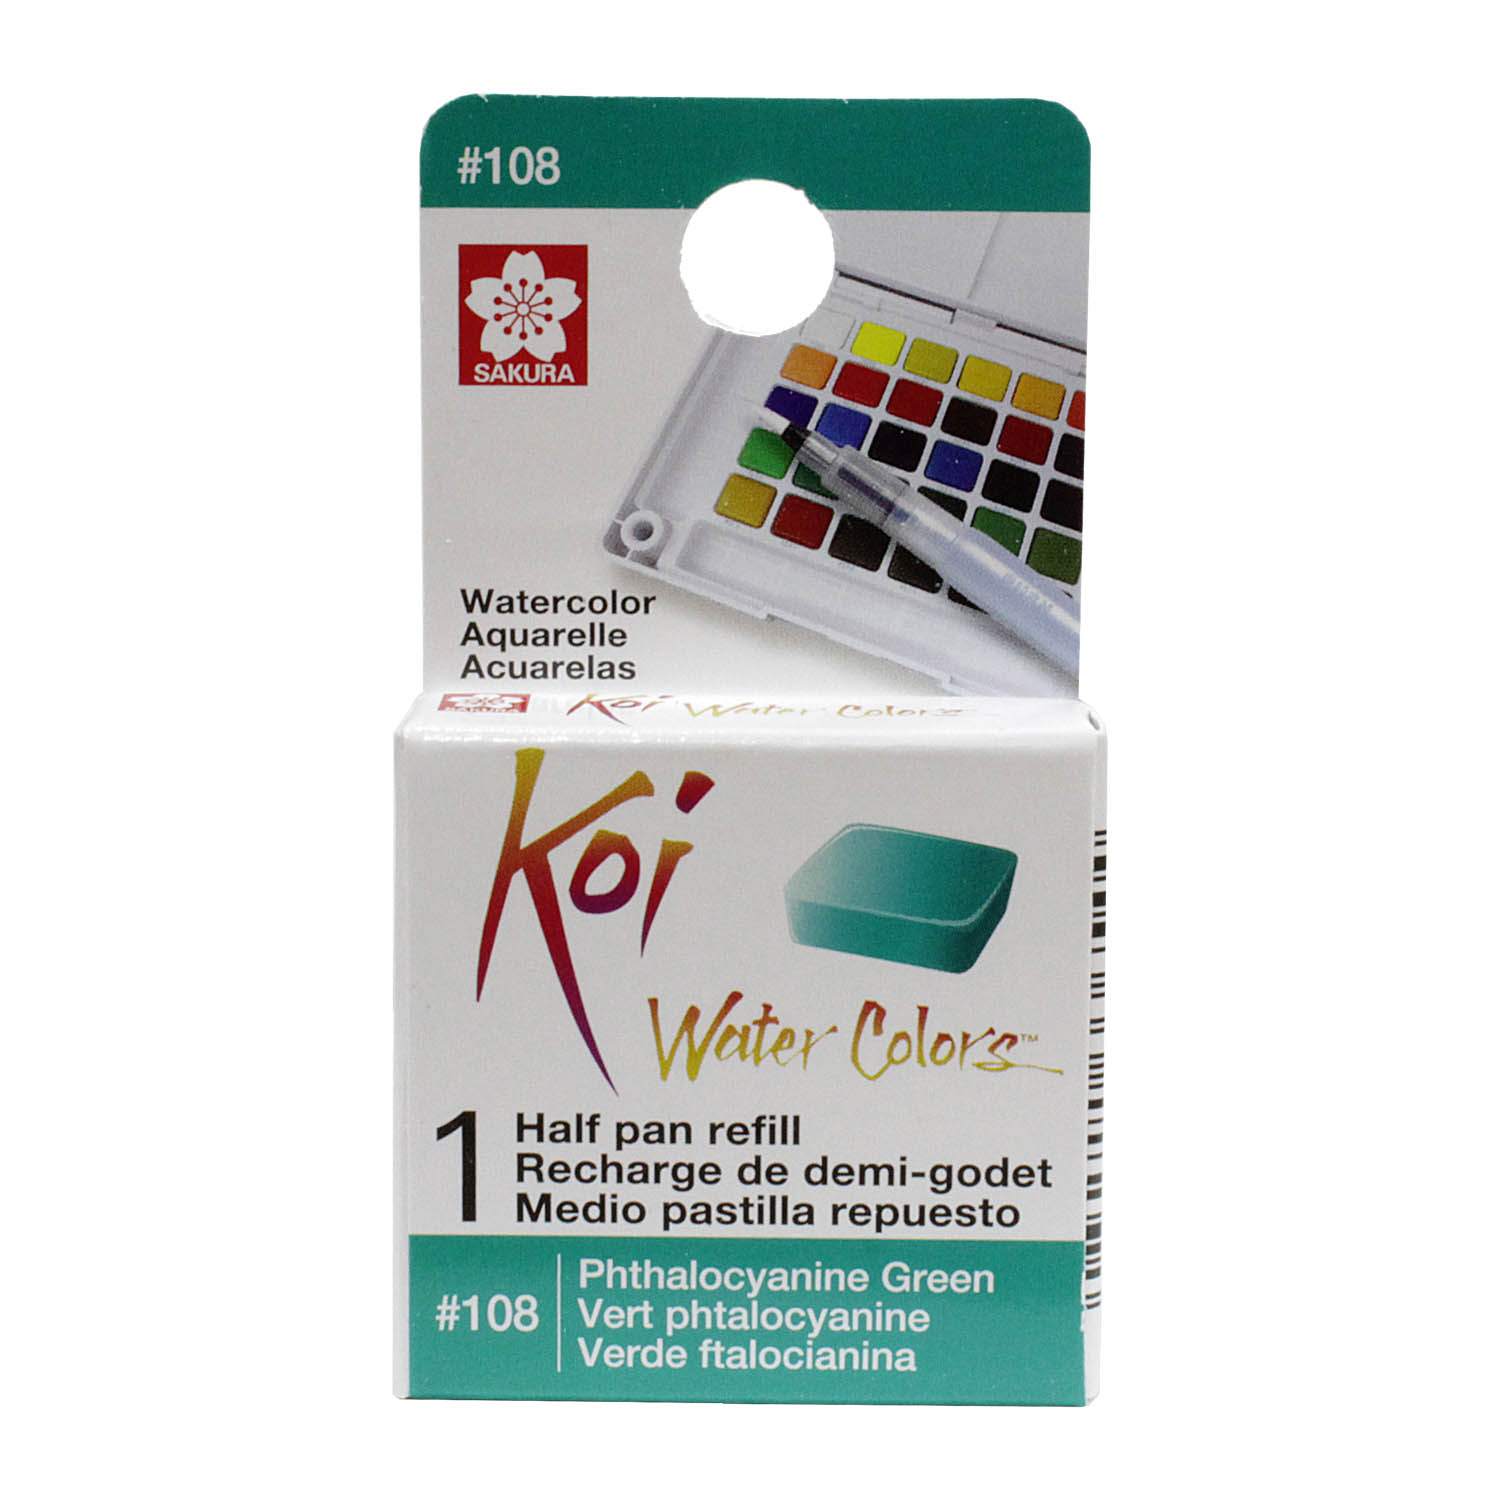 #108
SAKURA
Watercolor
Aquarelle
Acuarelas
SAKURA
Koi Water Colors
Koi
Water Colors™
1
Half pan refill
Recharge de demi-godet
Medio pastilla repuesto
#108
Phthalocyanine Green
Vert phtalocyanine
Verde ftalocianina